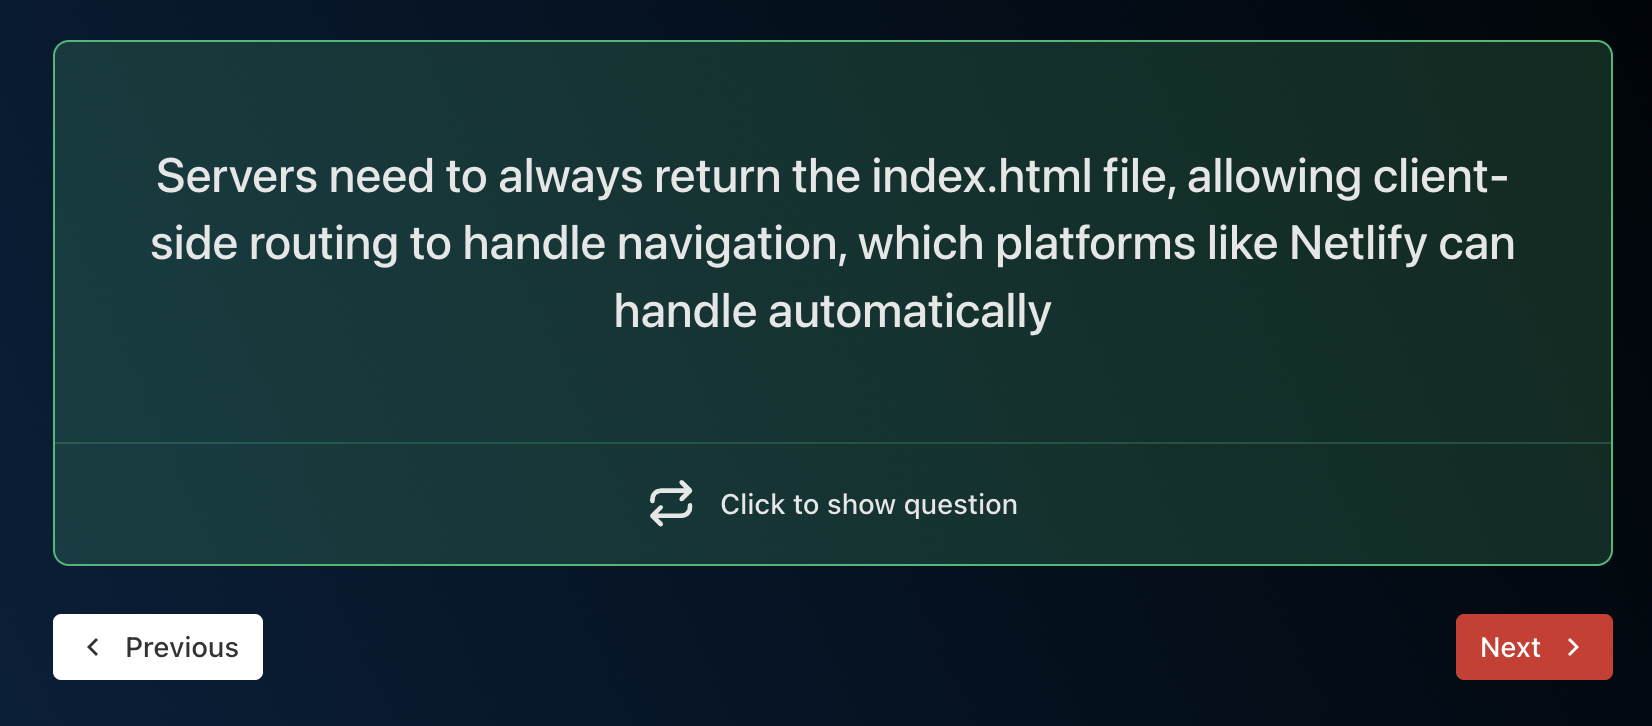 Servers need to always return the index.html file, allowing client-
side routing to handle navigation, which platforms like Netlify can
handle automatically
Click to show question
Previous
Next